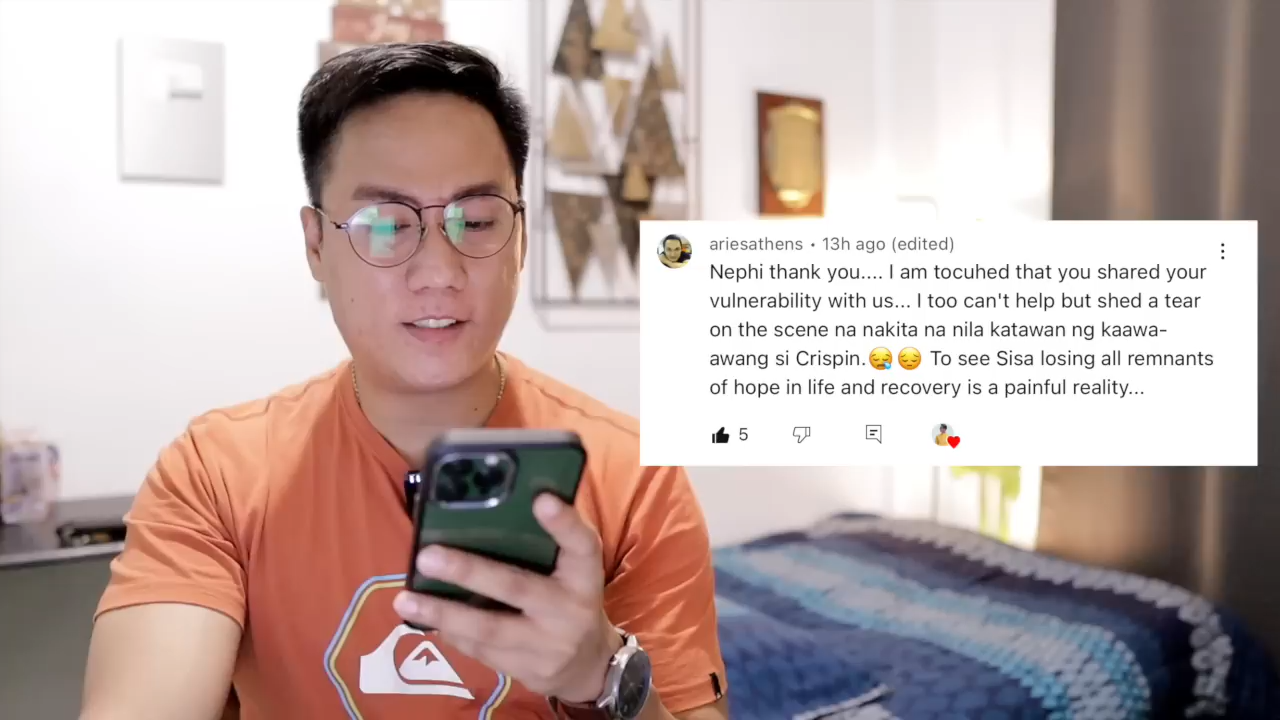 ariesathens • 13h ago (edited)
Nephi thank you.... I am tocuhed that you shared your
vulnerability with us... I too can't help but shed a tear
on the scene na nakita na nila katawan ng kaawa-
awang si Crispin.😪😔 To see Sisa losing all remnants
of hope in life and recovery is a painful reality...
5